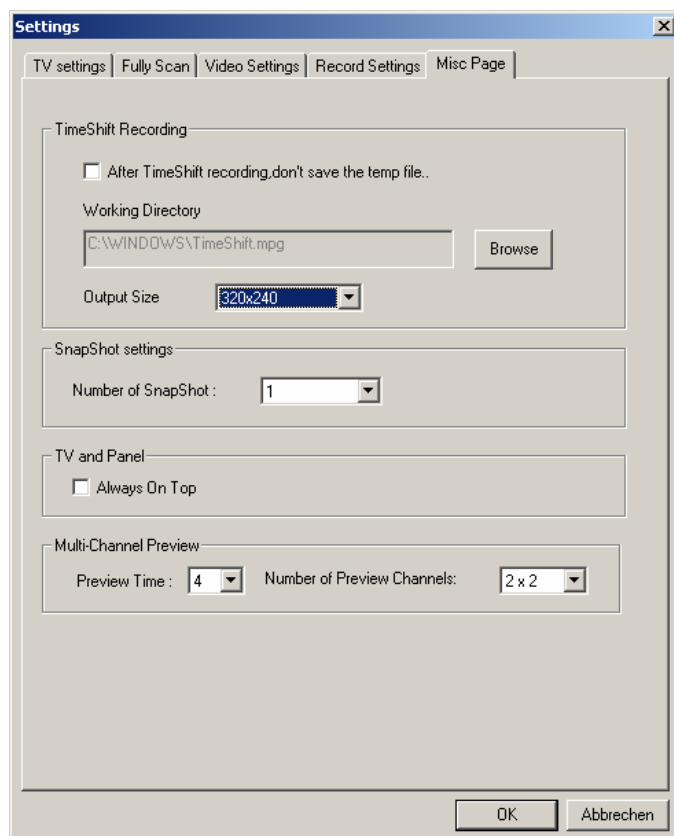 Settings
TV settings Fully Scan Video Settings Record Settings Misc Page
TimeShift Recording
After TimeShift recording,don't save the temp file..
Working Directory
C:\WINDOWS\TimeShift.mpg Browse
Output Size 320x240
SnapShot settings
Number of SnapShot : 1
TV and Panel
Always On Top
Multi-Channel Preview
Preview Time : 4 Number of Preview Channels: 2 x 2
OK Abbrechen